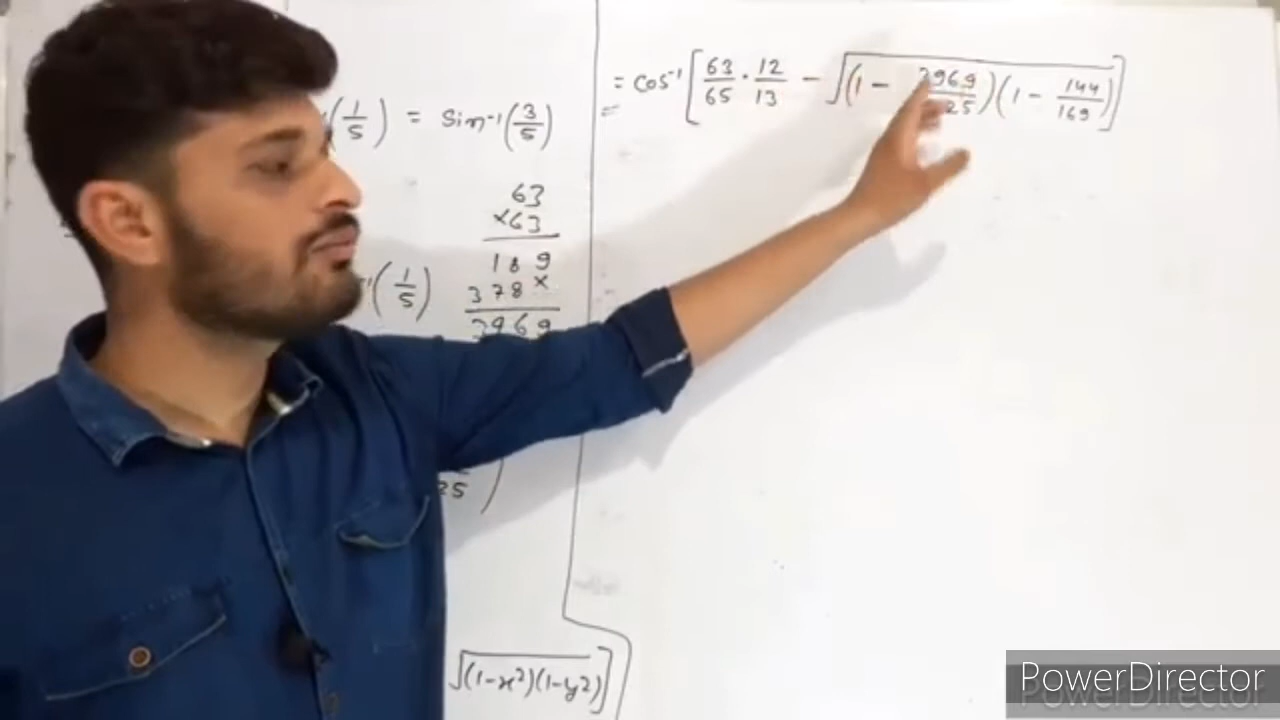 (1/5) = Sin⁻¹(3/5)
63
×63
189
378×
3969
(1/5)
25)
√(1-x²)(1-y²)]
= cos⁻¹[63/65 · 12/13 - √(1 - 3969/25)(1 - 144/169)]
=
PowerDirector